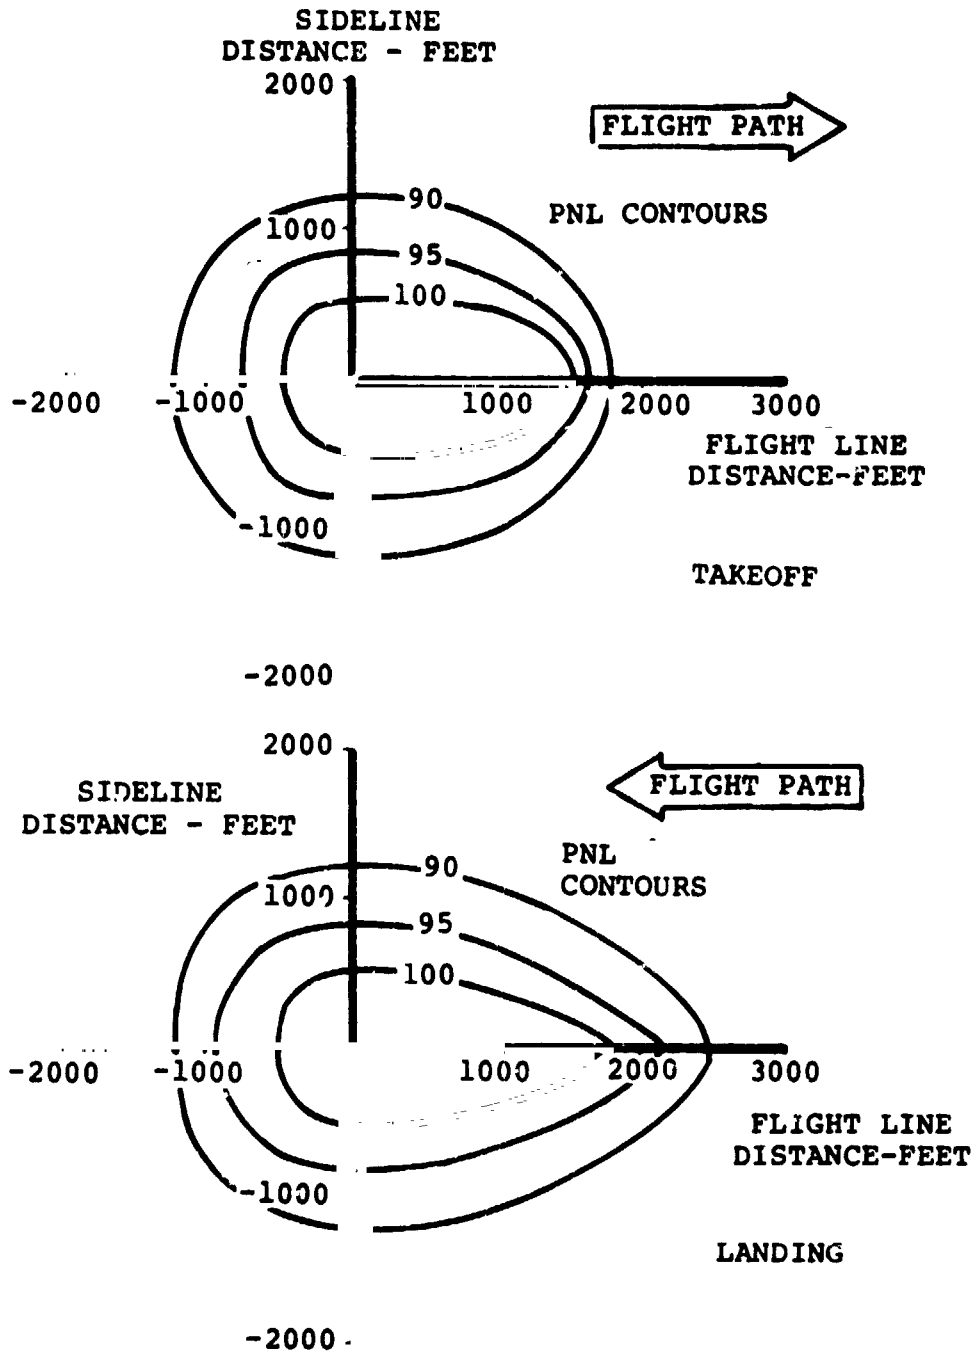 SIDELINE
DISTANCE - FEET
2000
FLIGHT PATH
90
PNL CONTOURS
1000
95
100
-2000 -1000 1000 2000 3000
FLIGHT LINE
DISTANCE-FEET
-1000
TAKEOFF
-2000
2000
SIDELINE
DISTANCE - FEET
FLIGHT PATH
PNL
CONTOURS
90
1000
95
100
-2000 -1000 1000 2000 3000
FLIGHT LINE
DISTANCE-FEET
-1000
LANDING
-2000